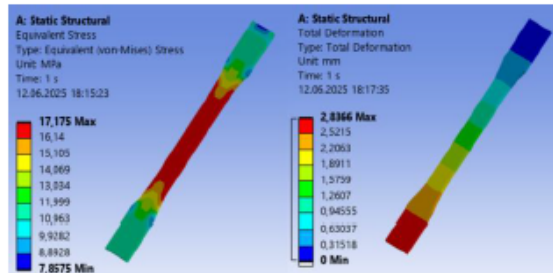 A: Static Structural
Equivalent Stress
Type: Equivalent (von-Mises) Stress
Unit: MPa
Time: 1 s
12.06.2025 18:15:23
17,175 Max
16,14
15,105
14,069
13,034
11,999
10,963
9,9282
8,8928
7,8575 Min
A: Static Structural
Total Deformation
Type: Total Deformation
Unit: mm
Time: 1 s
12.06.2025 18:17:35
2,8366 Max
2,5215
2,2063
1,8911
1,5759
1,2607
0,94555
0,63037
0,31518
0 Min